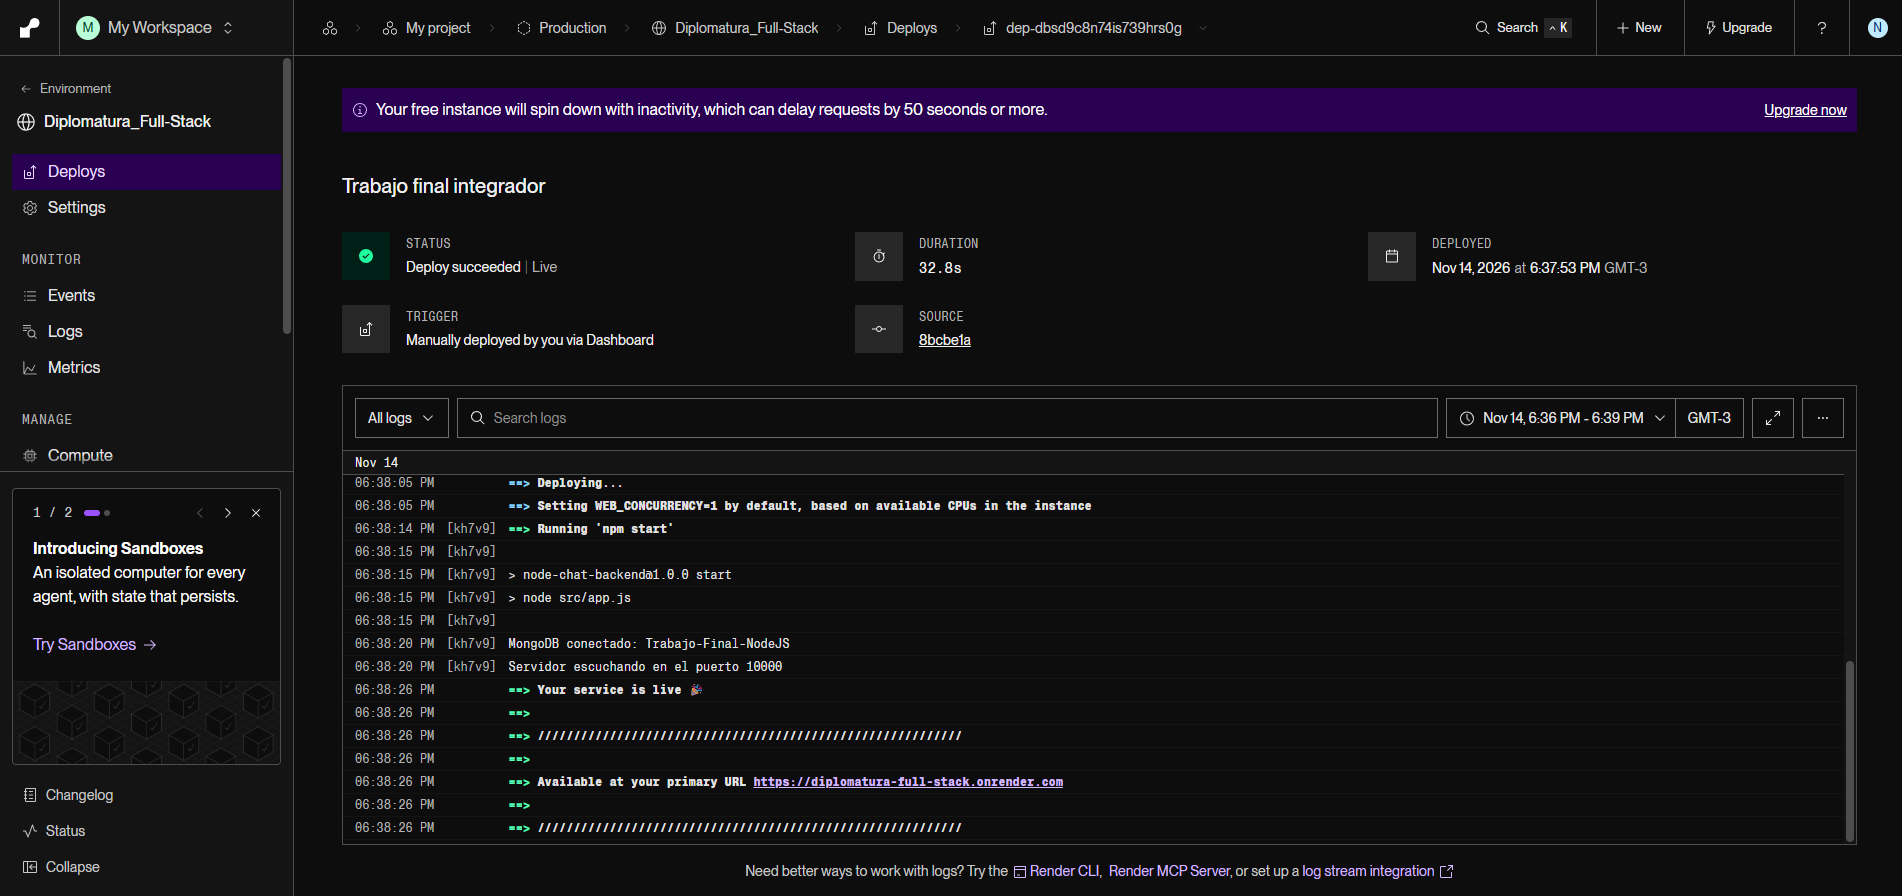 M My Workspace
My project
Production
Diplomatura_Full-Stack
Deploys
dep-dbsd9c8n74is739hrs0g
Search K
New
Upgrade
?
N
Environment
Diplomatura_Full-Stack
Deploys
Settings
MONITOR
Events
Logs
Metrics
MANAGE
Compute
1 / 2
Introducing Sandboxes
An isolated computer for every
agent, with state that persists.
Try Sandboxes →
Changelog
Status
Collapse
Your free instance will spin down with inactivity, which can delay requests by 50 seconds or more.
Upgrade now
Trabajo final integrador
STATUS
Deploy succeeded | Live
DURATION
32.8s
DEPLOYED
Nov 14, 2026 at 6:37:53 PM GMT-3
TRIGGER
Manually deployed by you via Dashboard
SOURCE
8bcbe1a
All logs
Search logs
Nov 14, 6:36 PM - 6:39 PM
GMT-3
...
Nov 14
06:38:05 PM ==> Deploying...
06:38:05 PM ==> Setting WEB_CONCURRENCY=1 by default, based on available CPUs in the instance
06:38:14 PM [kh7v9] ==> Running 'npm start'
06:38:15 PM [kh7v9]
06:38:15 PM [kh7v9] > node-chat-backend@1.0.0 start
06:38:15 PM [kh7v9] > node src/app.js
06:38:15 PM [kh7v9]
06:38:20 PM [kh7v9] MongoDB conectado: Trabajo-Final-NodeJS
06:38:20 PM [kh7v9] Servidor escuchando en el puerto 10000
06:38:26 PM ==> Your service is live 🎉
06:38:26 PM ==>
06:38:26 PM ==> ///////////////////////////////////////////////////////////
06:38:26 PM ==>
06:38:26 PM ==> Available at your primary URL https://diplomatura-full-stack.onrender.com
06:38:26 PM ==>
06:38:26 PM ==> ///////////////////////////////////////////////////////////
Need better ways to work with logs? Try the Render CLI, Render MCP Server, or set up a log stream integration